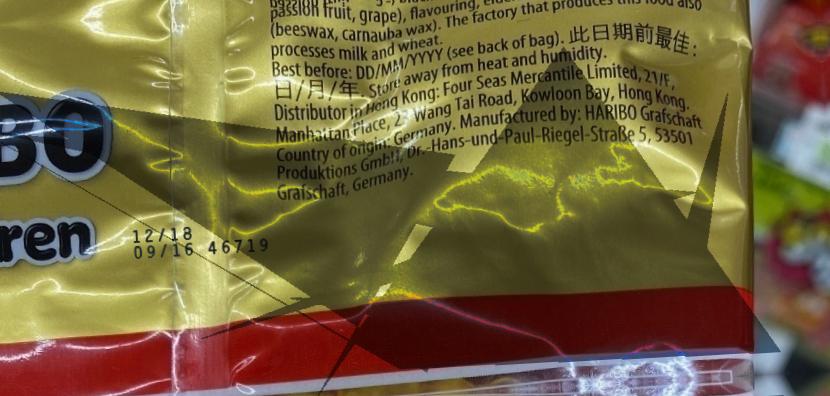 passion fruit, grape), flavouring,
(beeswax, carnauba wax). The factory that produces this food also
processes milk and wheat.
Best before: DD/MM/YYYY (see back of bag). 此日期前最佳:
日/月/年. Store away from heat and humidity.
Distributor in Hong Kong: Four Seas Mercantile Limited, 21/F,
Manhattan Place, 23 Wang Tai Road, Kowloon Bay, Hong Kong.
Country of origin: Germany. Manufactured by: HARIBO Grafschaft
Produktions GmbH, Dr.-Hans-und-Paul-Riegel-Straße 5, 53501
Grafschaft, Germany.
BO
ren
12/18
09/16 46719